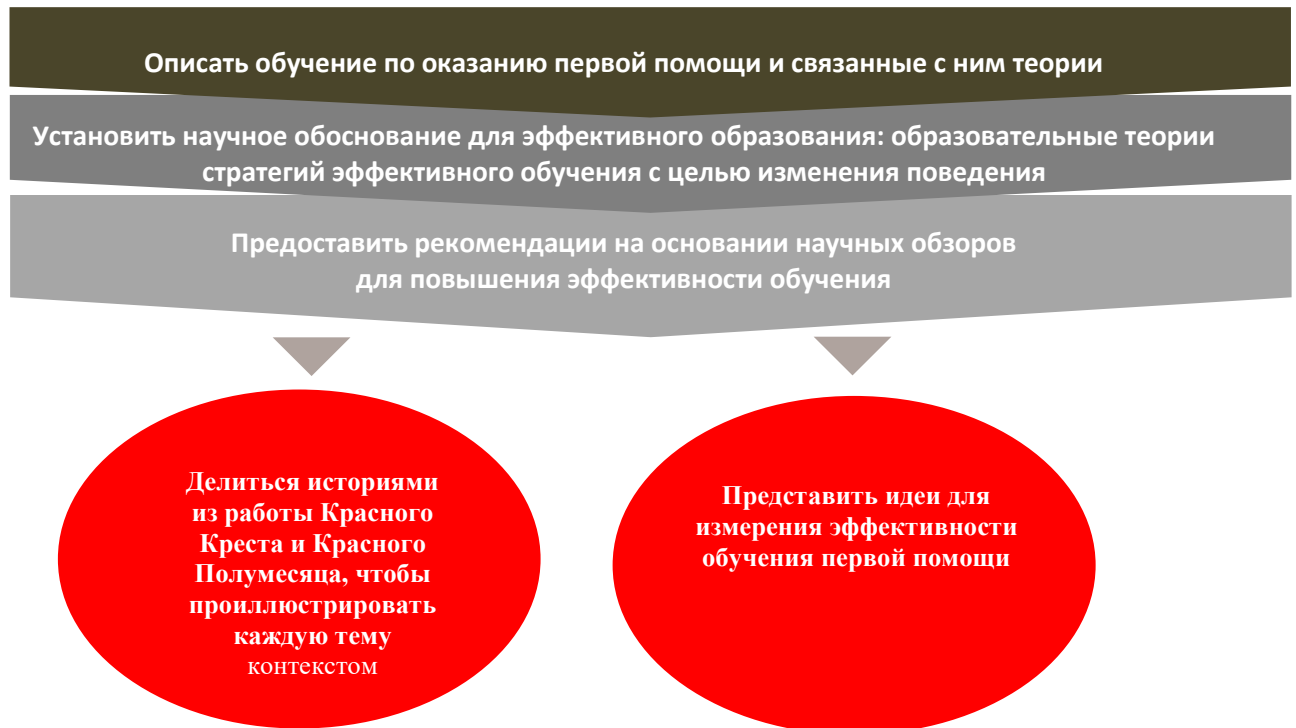 Описать обучение по оказанию первой помощи и связанные с ним теории
Установить научное обоснование для эффективного образования: образовательные теории
стратегий эффективного обучения с целью изменения поведения
Предоставить рекомендации на основании научных обзоров
для повышения эффективности обучения
Делиться историями
из работы Красного
Креста и Красного
Полумесяца, чтобы
проиллюстрировать
каждую тему
контекстом
Представить идеи для
измерения эффективности
обучения первой помощи